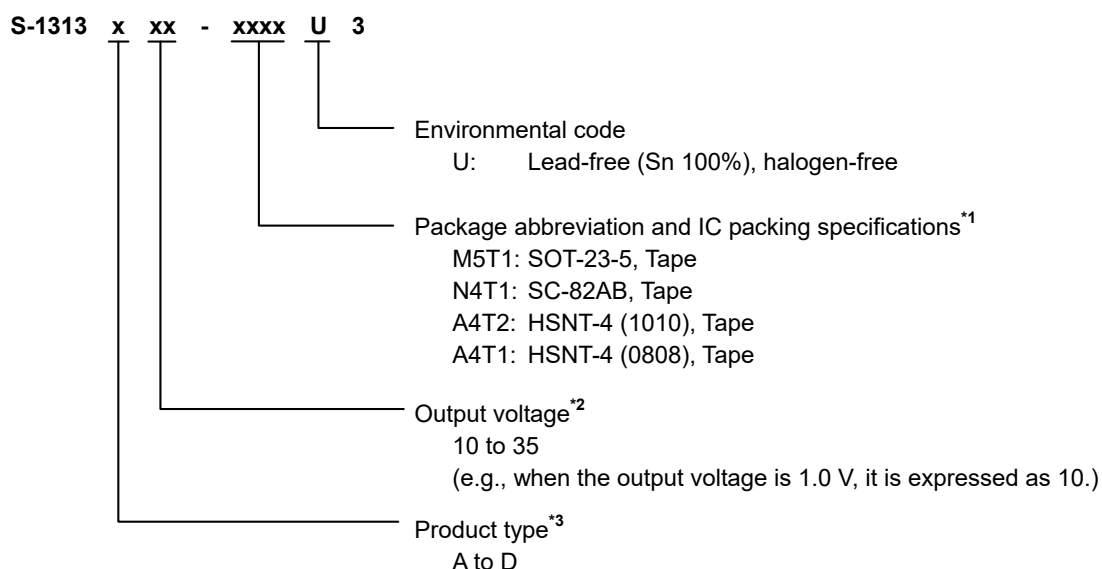 S-1313 x xx - xxxx U 3
Environmental code
U: Lead-free (Sn 100%), halogen-free
Package abbreviation and IC packing specifications*1
M5T1: SOT-23-5, Tape
N4T1: SC-82AB, Tape
A4T2: HSNT-4 (1010), Tape
A4T1: HSNT-4 (0808), Tape
Output voltage*2
10 to 35
(e.g., when the output voltage is 1.0 V, it is expressed as 10.)
Product type*3
A to D